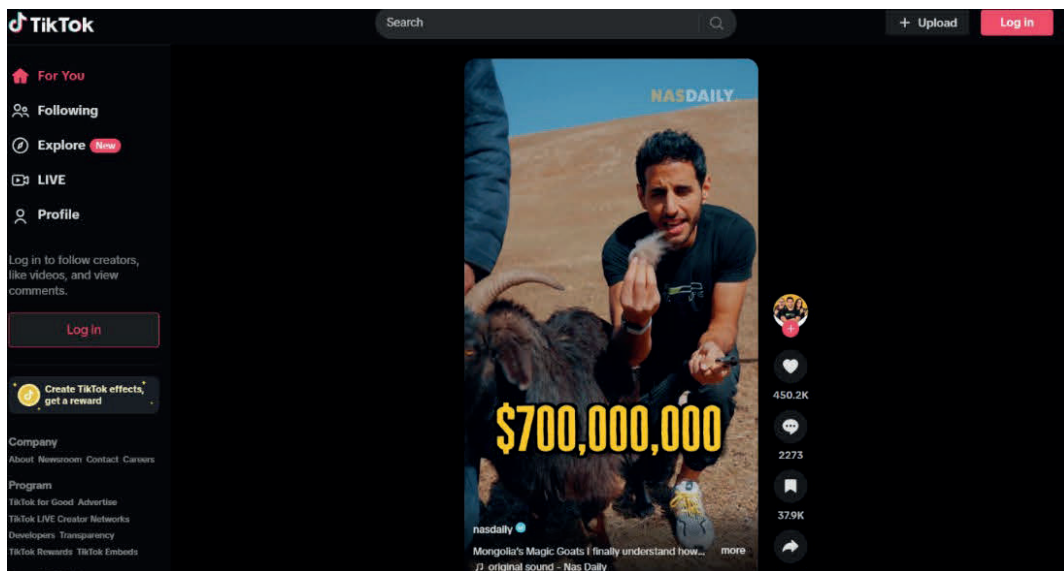 TikTok
Search
+ Upload
Log in
For You
Following
Explore New
LIVE
Profile
Log in to follow creators,
like videos, and view
comments.
Log in
Create TikTok effects,
get a reward
Company
About Newsroom Contact Careers
Program
TikTok for Good Advertise
TikTok LIVE Creator Networks
Developers Transparency
TikTok Rewards TikTok Embeds
NASDAILY
$700,000,000
nasdaily
Mongolia's Magic Goats I finally understand how... more
original sound - Nas Daily
450.2K
2273
37.9K